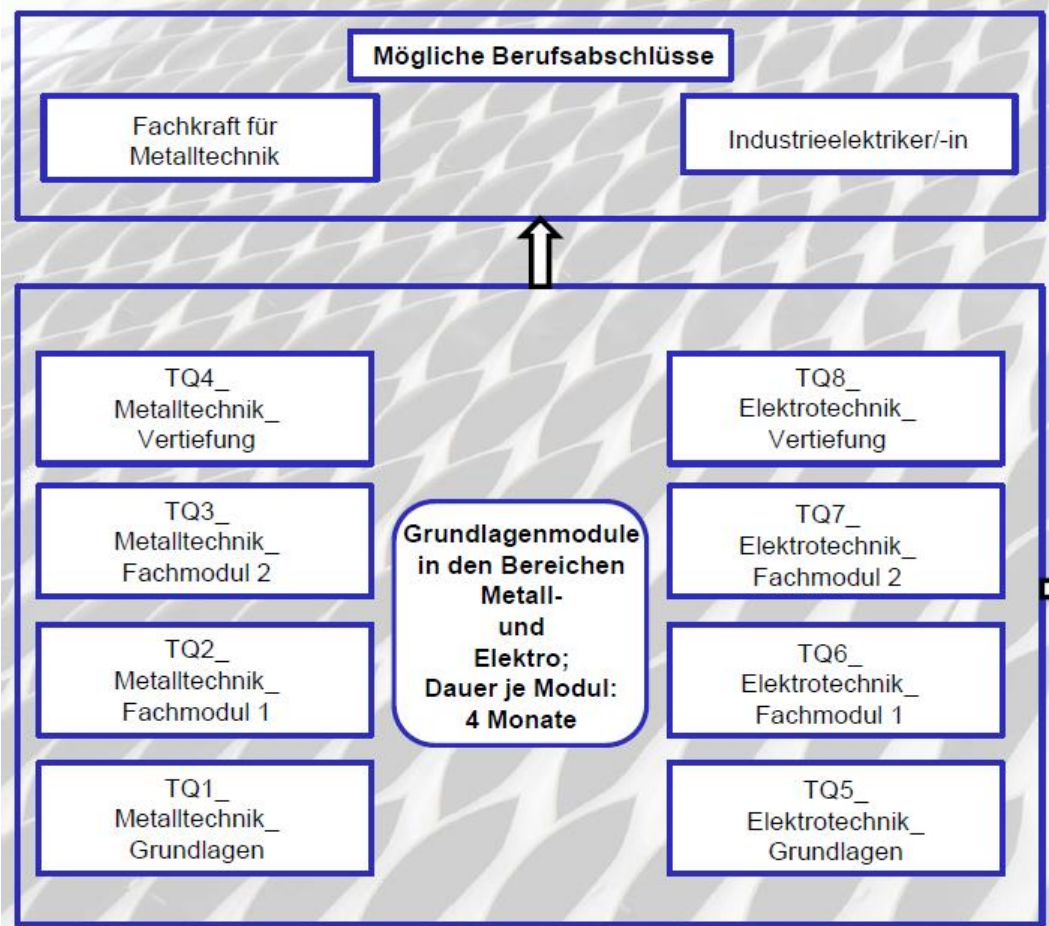 Mögliche Berufsabschlüsse
Fachkraft für
Metalltechnik
Industrieelektriker/-in
TQ4_
Metalltechnik_
Vertiefung
TQ3_
Metalltechnik_
Fachmodul 2
TQ2_
Metalltechnik_
Fachmodul 1
TQ1_
Metalltechnik_
Grundlagen
Grundlagenmodule
in den Bereichen
Metall-
und
Elektro;
Dauer je Modul:
4 Monate
TQ8_
Elektrotechnik_
Vertiefung
TQ7_
Elektrotechnik_
Fachmodul 2
TQ6_
Elektrotechnik_
Fachmodul 1
TQ5_
Elektrotechnik_
Grundlagen